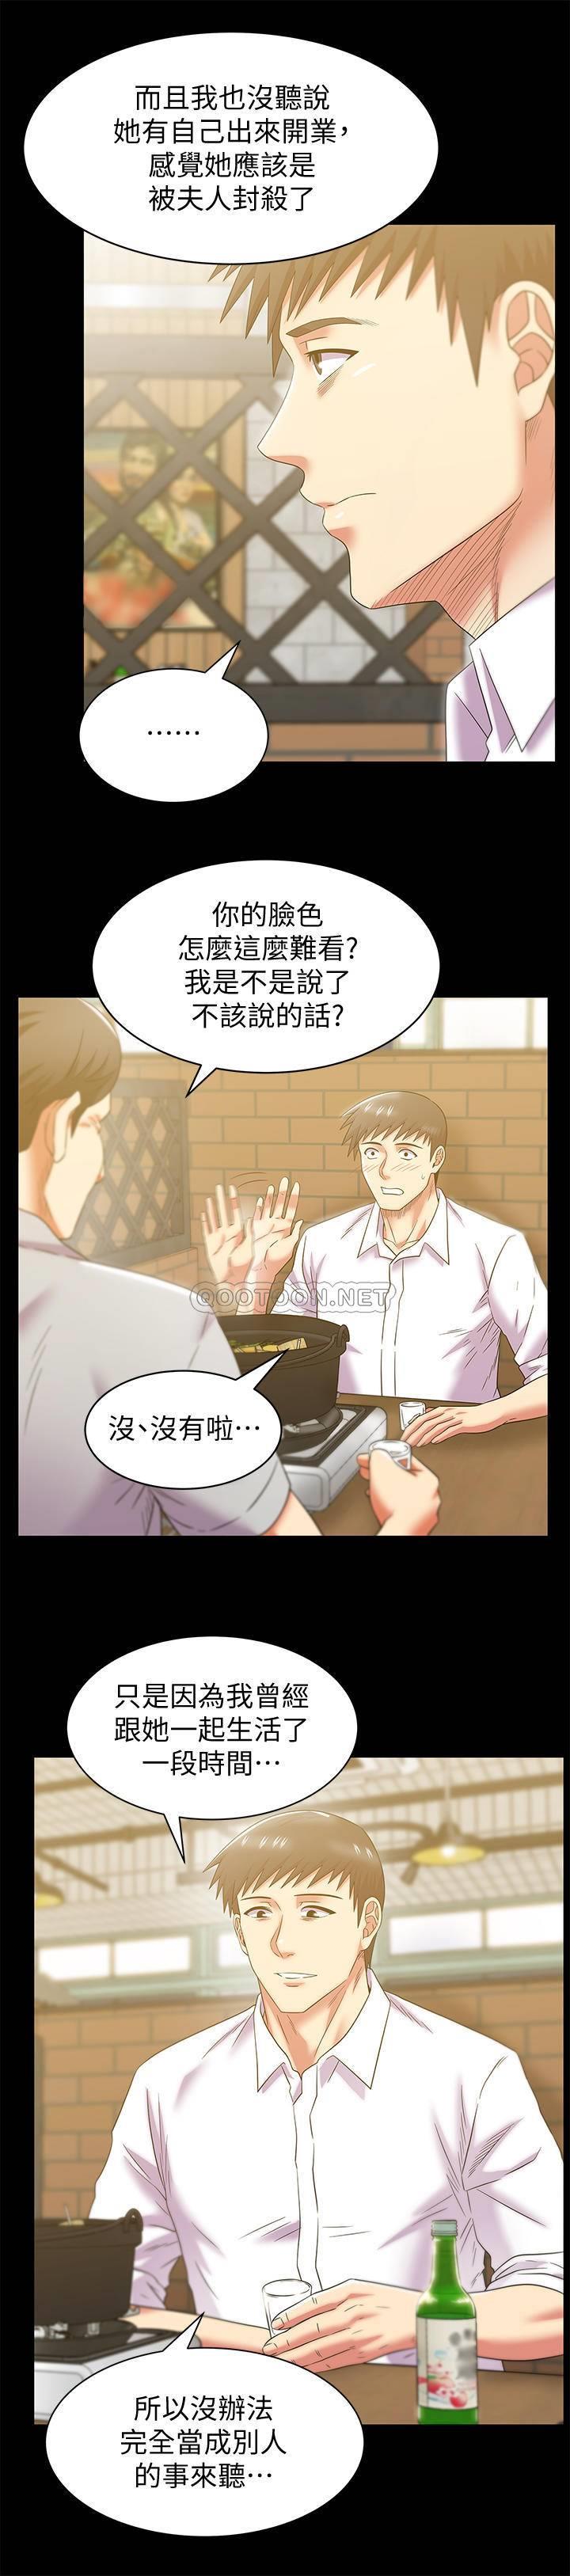 而且我也沒聽說
她有自己出來開業，
感覺她應該是
被夫人封殺了
……
你的臉色
怎麼這麼難看？
我是不是說了
不該說的話？
QOOTOON.NET
沒、沒有啦…
只是因為我曾經
跟她一起生活了
一段時間…
所以沒辦法
完全當成別人
的事來聽…